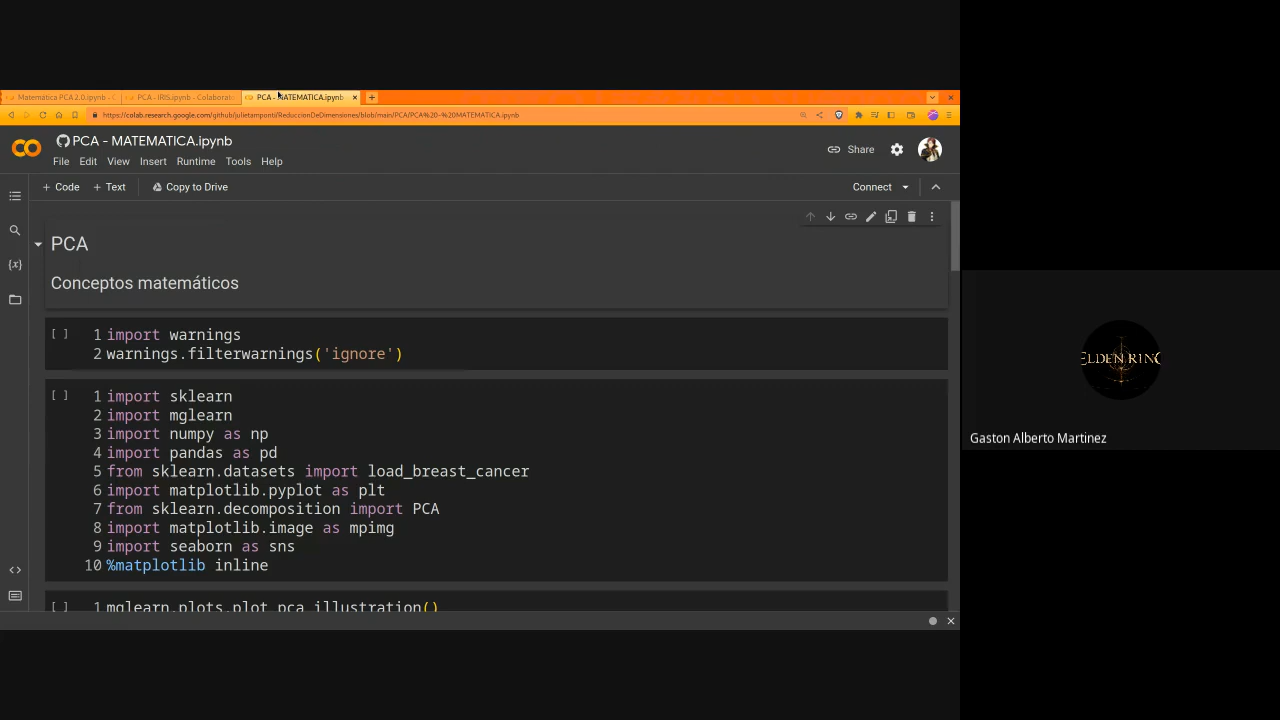 Matemática PCA 2.0.ipynb - C
PCA - IRIS.ipynb - Colaborato
PCA - MATEMATICA.ipynb
https://colab.research.google.com/github/julietamponti/ReduccionDeDimensiones/blob/main/PCA/PCA%20-%20MATEMATICA.ipynb
PCA - MATEMATICA.ipynb
File Edit View Insert Runtime Tools Help
Share
+ Code + Text Copy to Drive
Connect
PCA
Conceptos matemáticos
[ ] 1 import warnings
2 warnings.filterwarnings('ignore')
[ ] 1 import sklearn
2 import mglearn
3 import numpy as np
4 import pandas as pd
5 from sklearn.datasets import load_breast_cancer
6 import matplotlib.pyplot as plt
7 from sklearn.decomposition import PCA
8 import matplotlib.image as mpimg
9 import seaborn as sns
10 %matplotlib inline
[ ] 1 mglearn.plots.plot_pca_illustration()
ELDEN RING
Gaston Alberto Martinez